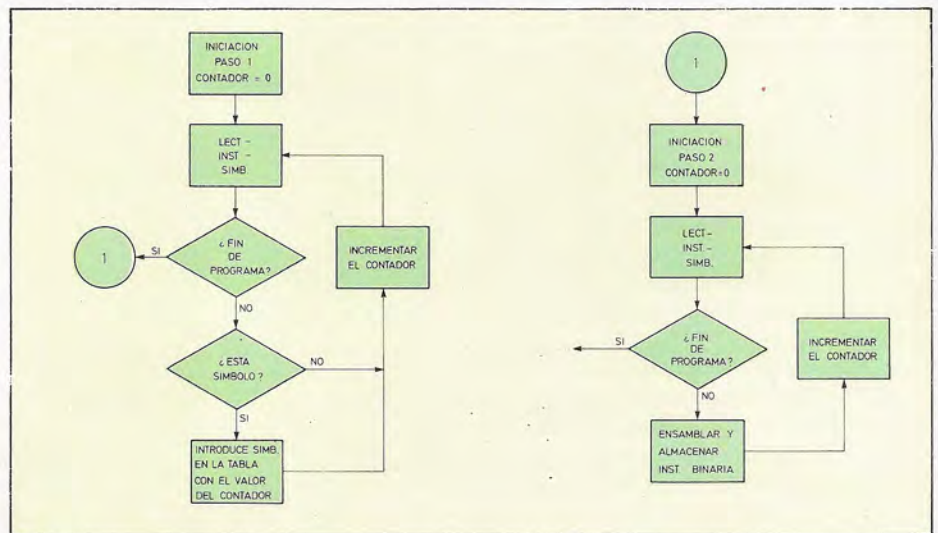 INICIACION
PASO 1
CONTADOR = 0
LECT -
INST -
SIMB.
¿FIN
DE
PROGRAMA?
SI
1
NO
¿ESTA
SIMBOLO?
NO
SI
INTRODUCE SIMB.
EN LA TABLA
CON EL VALOR
DEL CONTADOR
INCREMENTAR
EL CONTADOR
1
INICIACION
PASO 2
CONTADOR=0
LECT-
INST.-
SIMB.
¿FIN
DE
PROGRAMA?
SI
NO
ENSAMBLAR Y
ALMACENAR
INST. BINARIA
INCREMENTAR
EL CONTADOR